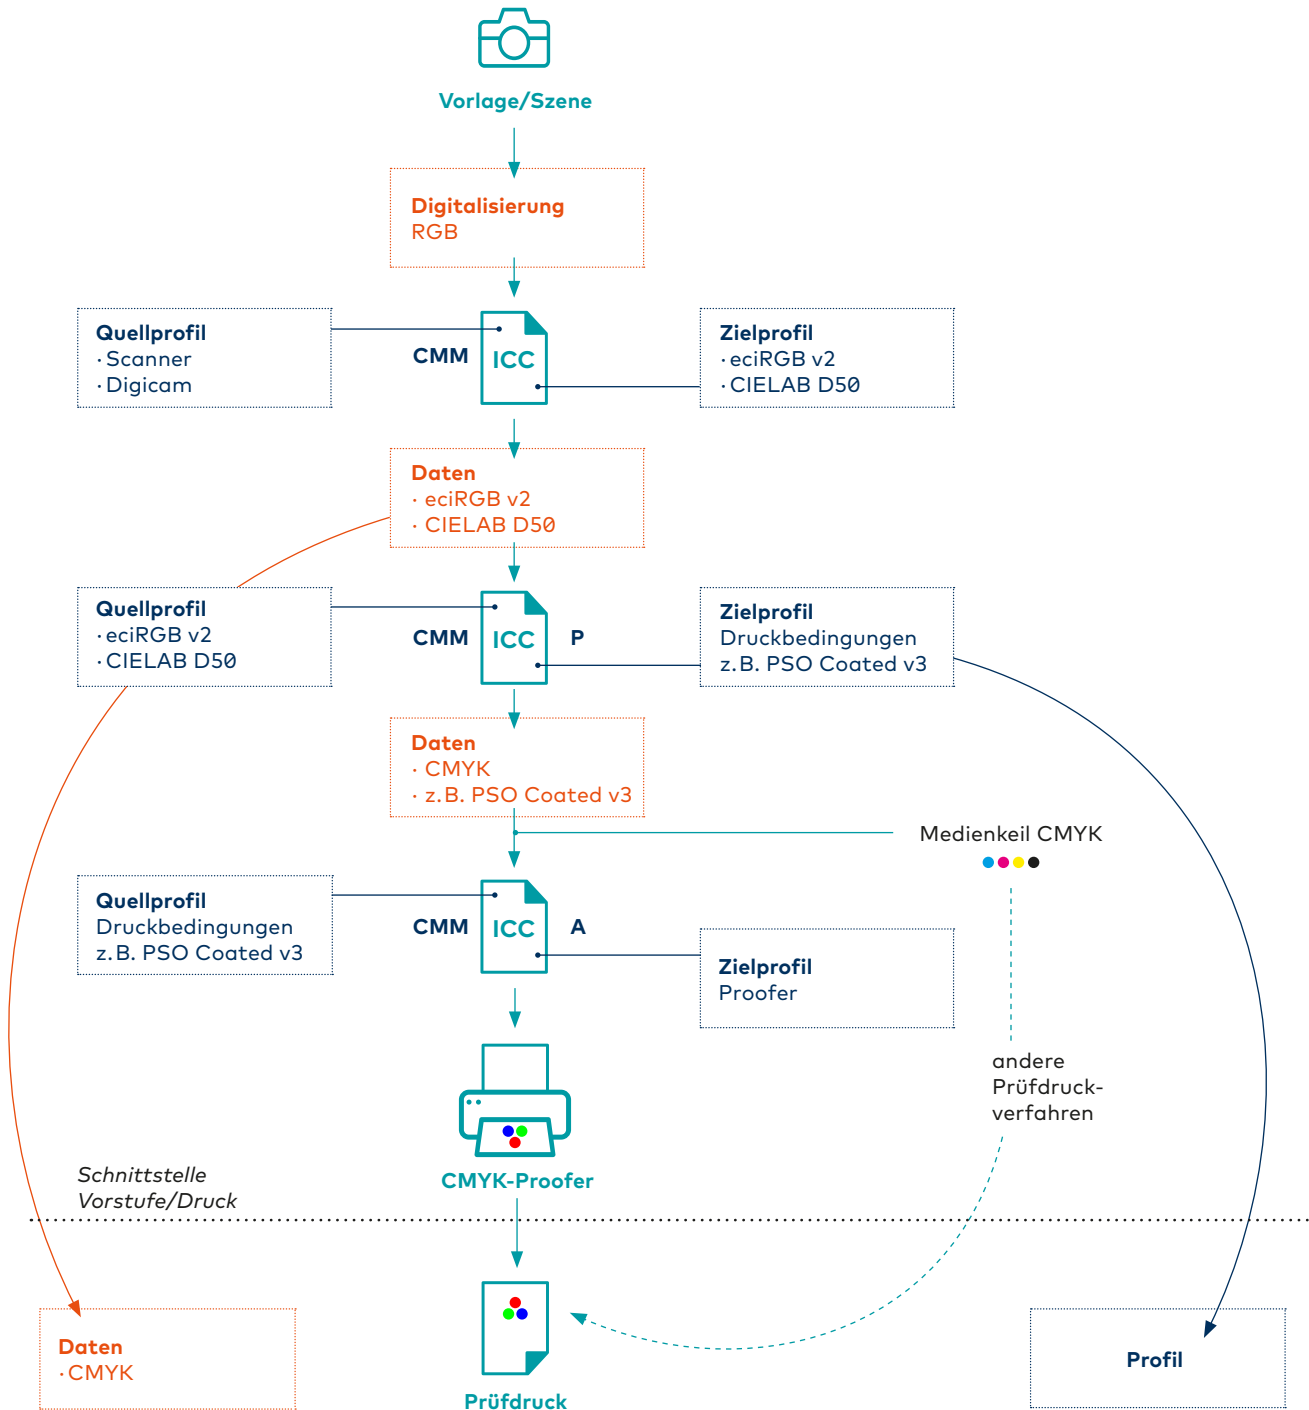 Vorlage/Szene
Digitalisierung
RGB
Quellprofil
· Scanner
· Digicam
CMM
ICC
Zielprofil
· eciRGB v2
· CIELAB D50
Daten
· eciRGB v2
· CIELAB D50
Quellprofil
· eciRGB v2
· CIELAB D50
CMM
ICC
P
Zielprofil
Druckbedingungen
z.B. PSO Coated v3
Daten
· CMYK
· z.B. PSO Coated v3
Medienkeil CMYK
Quellprofil
Druckbedingungen
z.B. PSO Coated v3
CMM
ICC
A
Zielprofil
Proofer
andere
Prüfdruck-
verfahren
CMYK-Proofer
Schnittstelle
Vorstufe/Druck
Daten
· CMYK
Prüfdruck
Profil